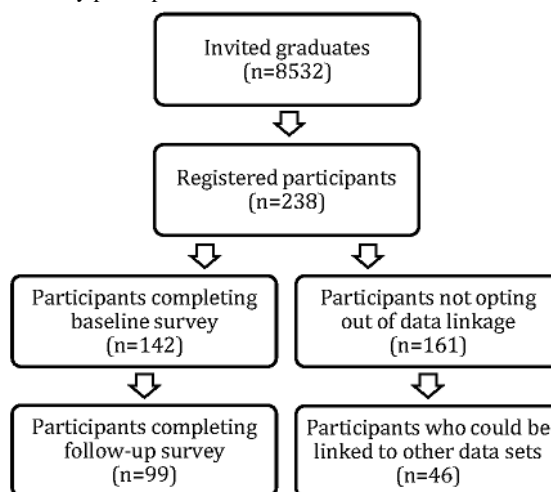 Invited graduates
(n=8532)
Registered participants
(n=238)
Participants completing
baseline survey
(n=142)
Participants not opting
out of data linkage
(n=161)
Participants completing
follow-up survey
(n=99)
Participants who could be
linked to other data sets
(n=46)